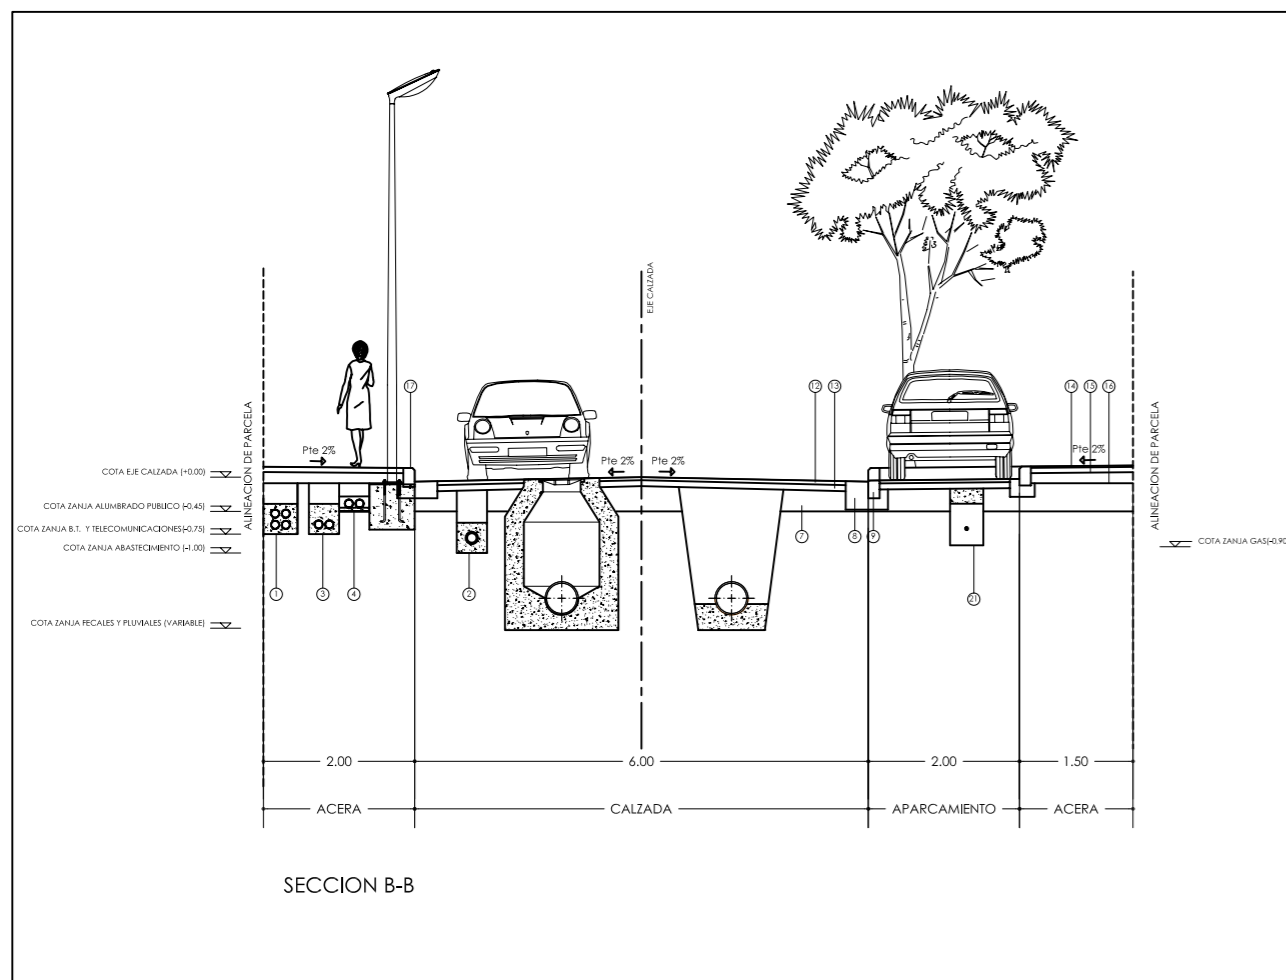 EJE CALZADA
17
12
13
14
15
16
ALINEACION DE PARCELA
ALINEACION DE PARCELA
Pte 2%
Pte 2%
Pte 2%
Pte 2%
COTA EJE CALZADA (+0.00)
COTA ZANJA ALUMBRADO PUBLICO (-0.45)
COTA ZANJA B.T. Y TELECOMUNICACIONES(-0.75)
COTA ZANJA ABASTECIMIENTO (-1.00)
COTA ZANJA GAS(-0.90
7
8
9
1
3
4
2
21
COTA ZANJA FECALES Y PLUVIALES (VARIABLE)
2.00
6.00
2.00
1.50
ACERA
CALZADA
APARCAMIENTO
ACERA
SECCION B-B